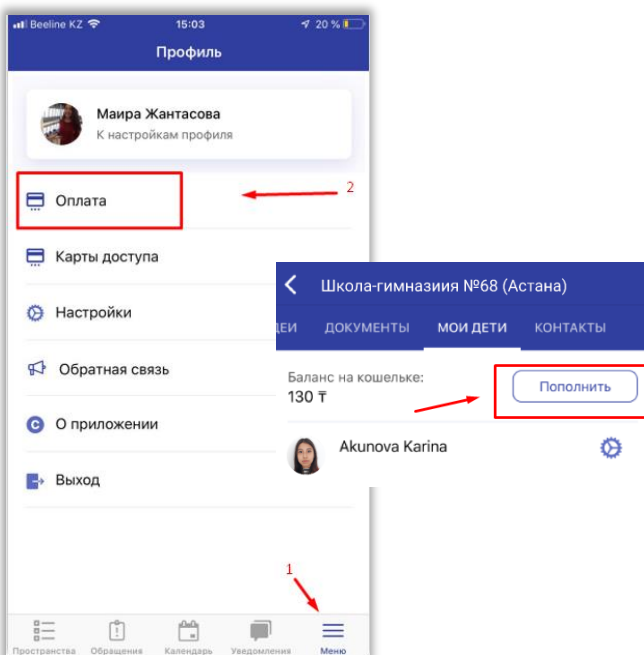 Beeline KZ 15:03 20 %
Профиль
Маира Жантасова
К настройкам профиля
2
Оплата
Карты доступа
Настройки
Обратная связь
О приложении
Выход
1
Пространства Обращения Календарь Уведомления Меню
Школа-гимназиия №68 (Астана)
ДЕИ ДОКУМЕНТЫ МОИ ДЕТИ КОНТАКТЫ
Баланс на кошельке:
130 ₸
Пополнить
Akunova Karina